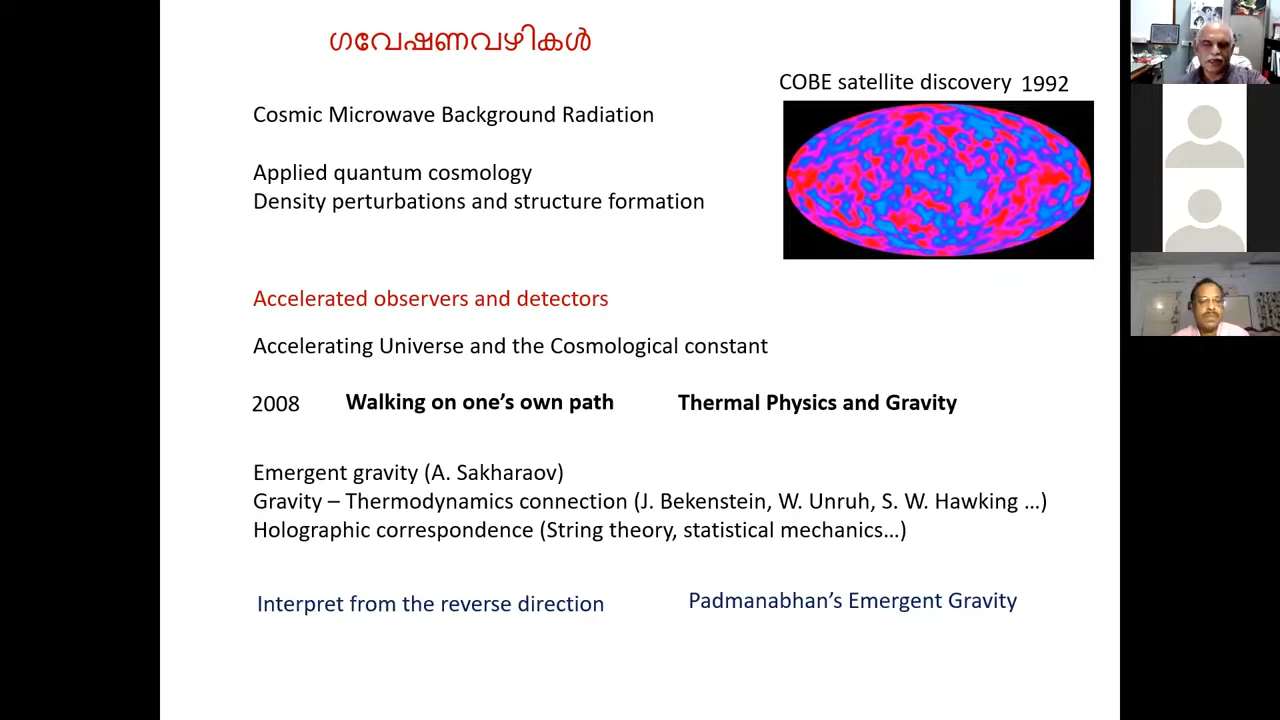 ഗവേഷണവഴികൾ
COBE satellite discovery 1992
Cosmic Microwave Background Radiation
Applied quantum cosmology
Density perturbations and structure formation
Accelerated observers and detectors
Accelerating Universe and the Cosmological constant
2008 Walking on one’s own path Thermal Physics and Gravity
Emergent gravity (A. Sakharaov)
Gravity – Thermodynamics connection (J. Bekenstein, W. Unruh, S. W. Hawking ...)
Holographic correspondence (String theory, statistical mechanics...)
Interpret from the reverse direction Padmanabhan’s Emergent Gravity